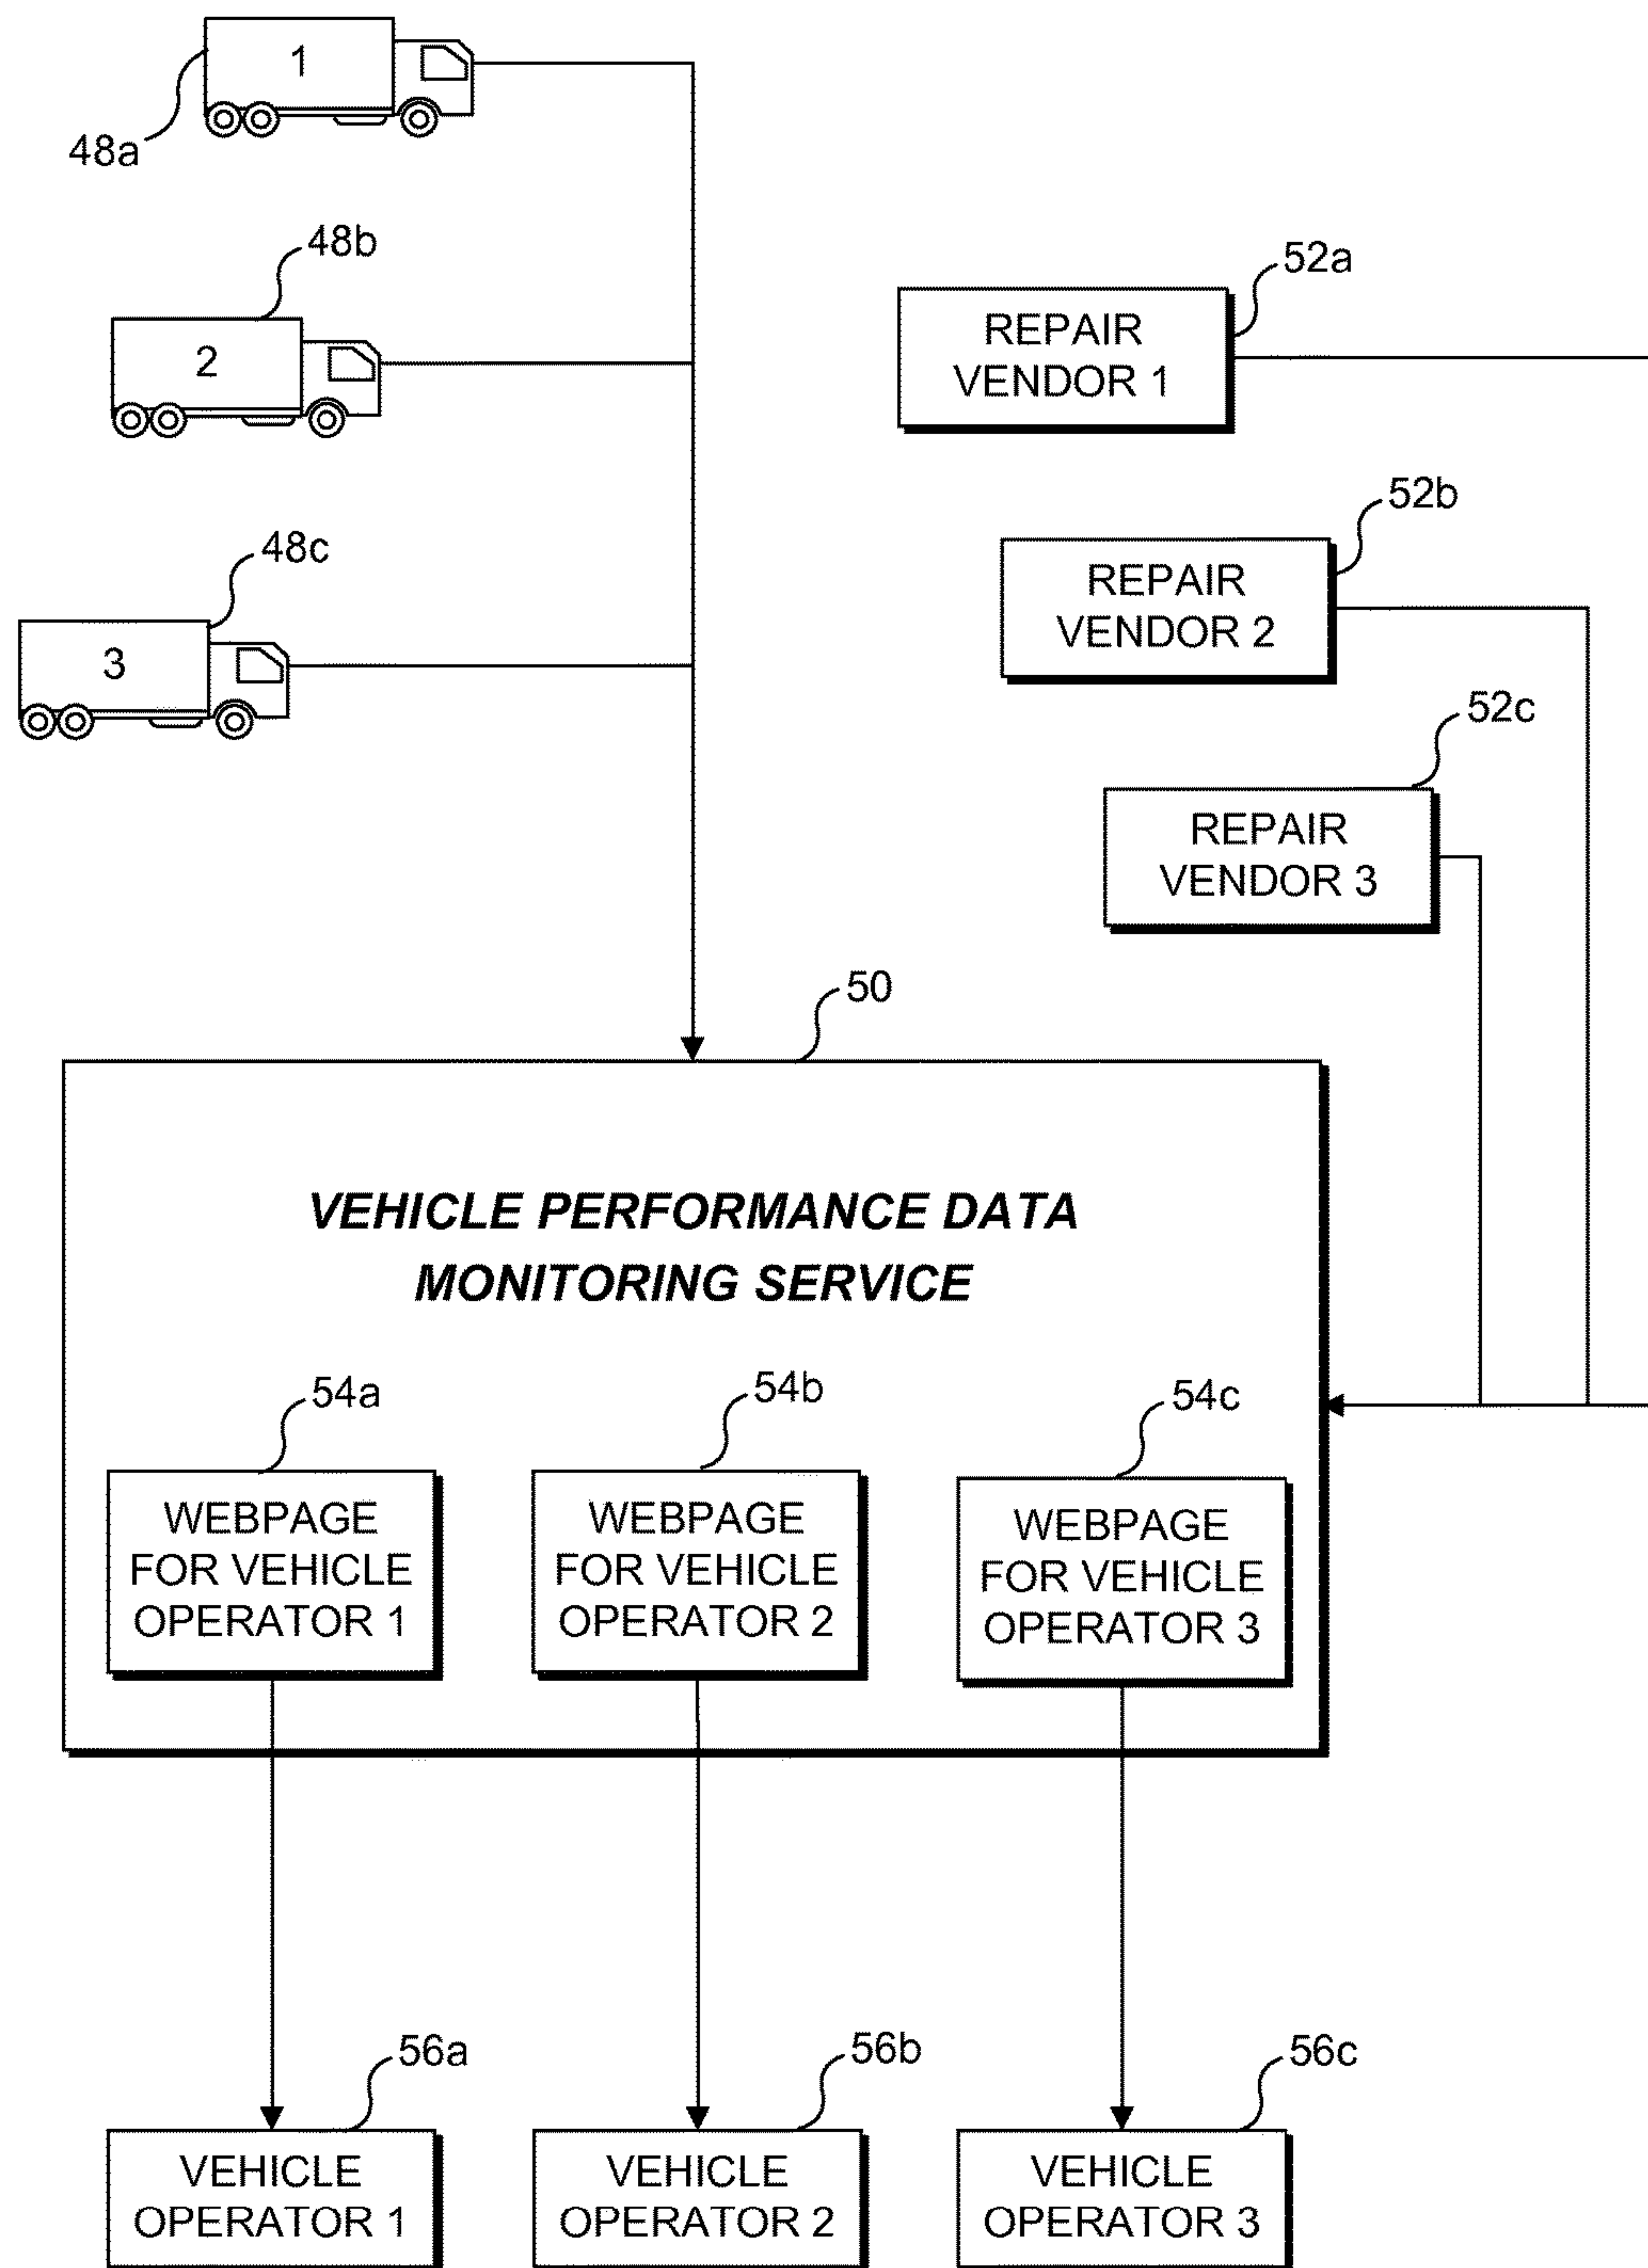 1
48a
48b
2
52a
REPAIR
VENDOR 1
52b
REPAIR
VENDOR 2
48c
3
52c
REPAIR
VENDOR 3
50
VEHICLE PERFORMANCE DATA
MONITORING SERVICE
54a
54b
54c
WEBPAGE
FOR VEHICLE
OPERATOR 1
WEBPAGE
FOR VEHICLE
OPERATOR 2
WEBPAGE
FOR VEHICLE
OPERATOR 3
56a
56b
56c
VEHICLE
OPERATOR 1
VEHICLE
OPERATOR 2
VEHICLE
OPERATOR 3